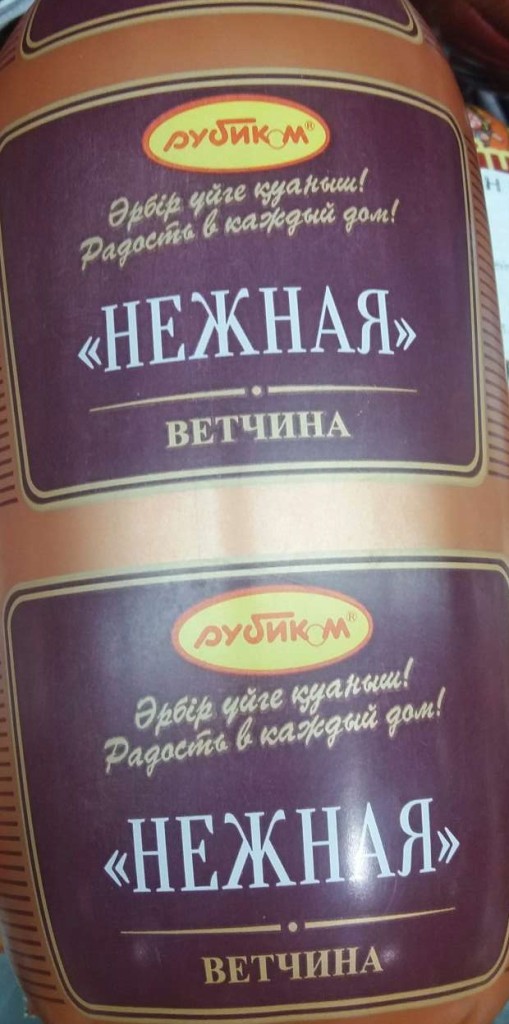 рубиком®
Әрбір үйге қуаныш!
Радость в каждый дом!
«НЕЖНАЯ»
ВЕТЧИНА
рубиком®
Әрбір үйге қуаныш!
Радость в каждый дом!
«НЕЖНАЯ»
ВЕТЧИНА